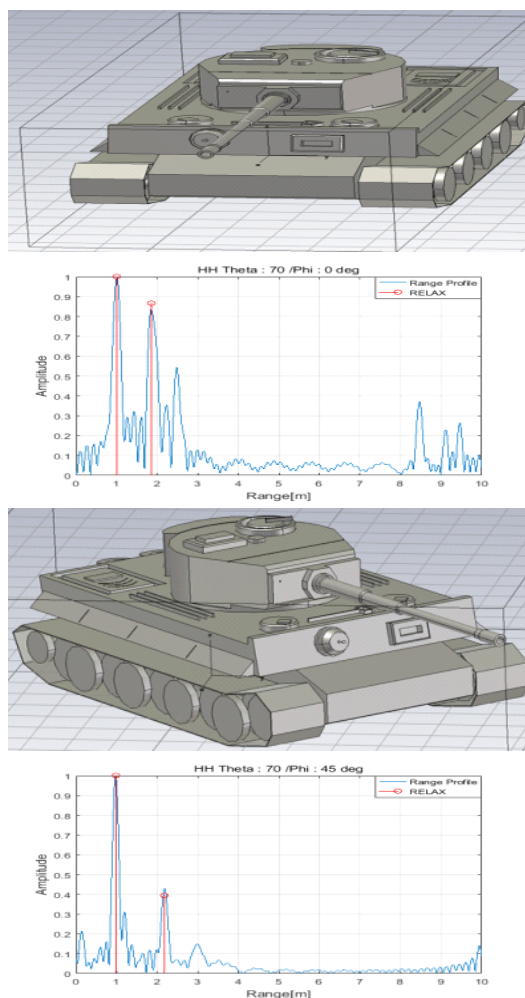 HH Theta : 70 /Phi : 0 deg
Range Profile
RELAX
1
0.9
0.8
0.7
0.6
0.5
0.4
0.3
0.2
0.1
0
Amplitude
0 1 2 3 4 5 6 7 8 9 10
Range[m]
HH Theta : 70 /Phi : 45 deg
Range Profile
RELAX
1
0.9
0.8
0.7
0.6
0.5
0.4
0.3
0.2
0.1
0
Amplitude
0 1 2 3 4 5 6 7 8 9 10
Range[m]